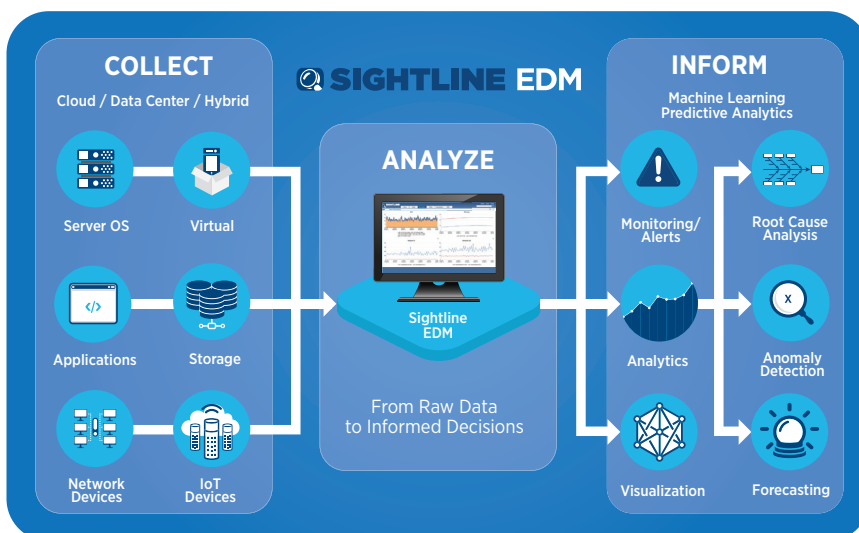 COLLECT
Cloud / Data Center / Hybrid
Server OS
Virtual
Applications
Storage
Network
Devices
IoT
Devices
SIGHTLINE EDM
ANALYZE
Sightline
EDM
From Raw Data
to Informed Decisions
INFORM
Machine Learning
Predictive Analytics
Monitoring/
Alerts
Root Cause
Analysis
</>
Analytics
X
Anomaly
Detection
Visualization
Forecasting